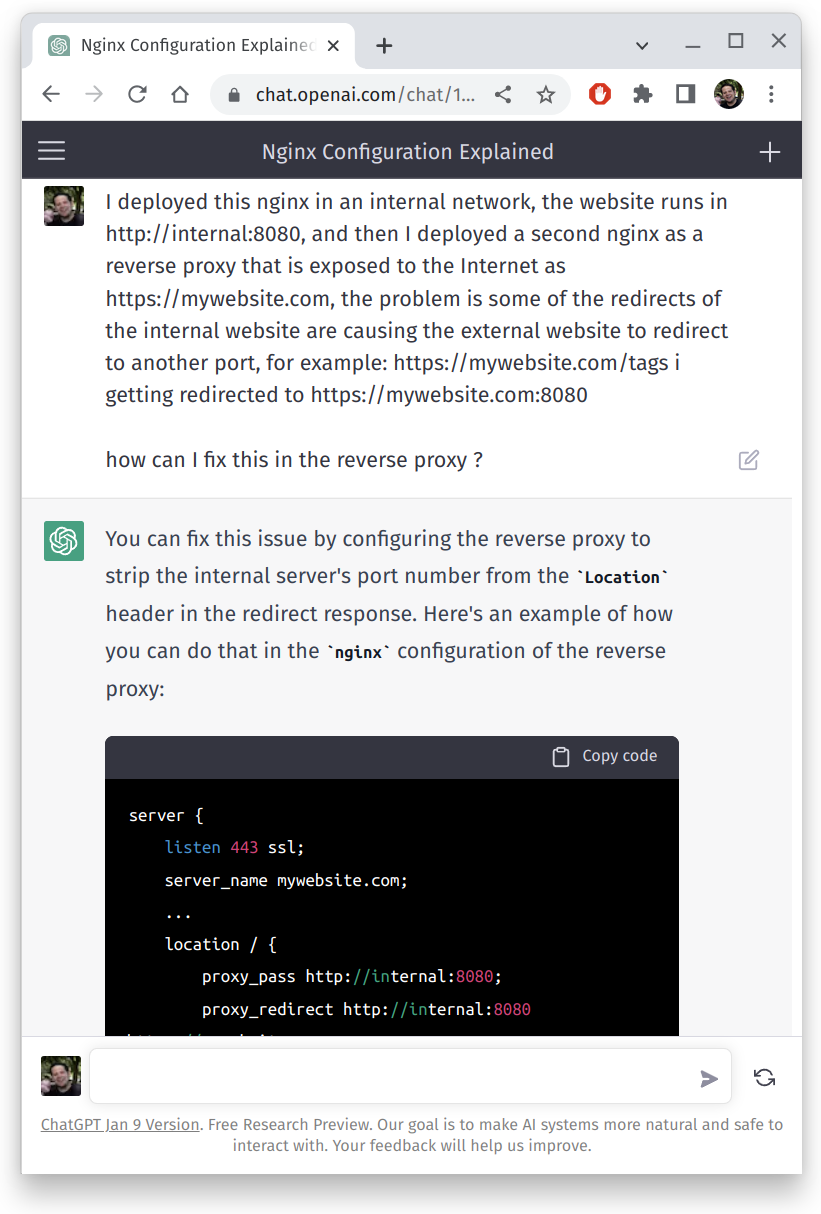 Nginx Configuration Explained
chat.openai.com/chat/1...
Nginx Configuration Explained
I deployed this nginx in an internal network, the website runs in
http://internal:8080, and then I deployed a second nginx as a
reverse proxy that is exposed to the Internet as
https://mywebsite.com, the problem is some of the redirects of
the internal website are causing the external website to redirect
to another port, for example: https://mywebsite.com/tags i
getting redirected to https://mywebsite.com:8080
how can I fix this in the reverse proxy ?
You can fix this issue by configuring the reverse proxy to
strip the internal server's port number from the `Location`
header in the redirect response. Here's an example of how
you can do that in the `nginx` configuration of the reverse
proxy:
Copy code
server {
listen 443 ssl;
server_name mywebsite.com;
...
location / {
proxy_pass http://internal:8080;
proxy_redirect http://internal:8080
ChatGPT Jan 9 Version. Free Research Preview. Our goal is to make AI systems more natural and safe to
interact with. Your feedback will help us improve.